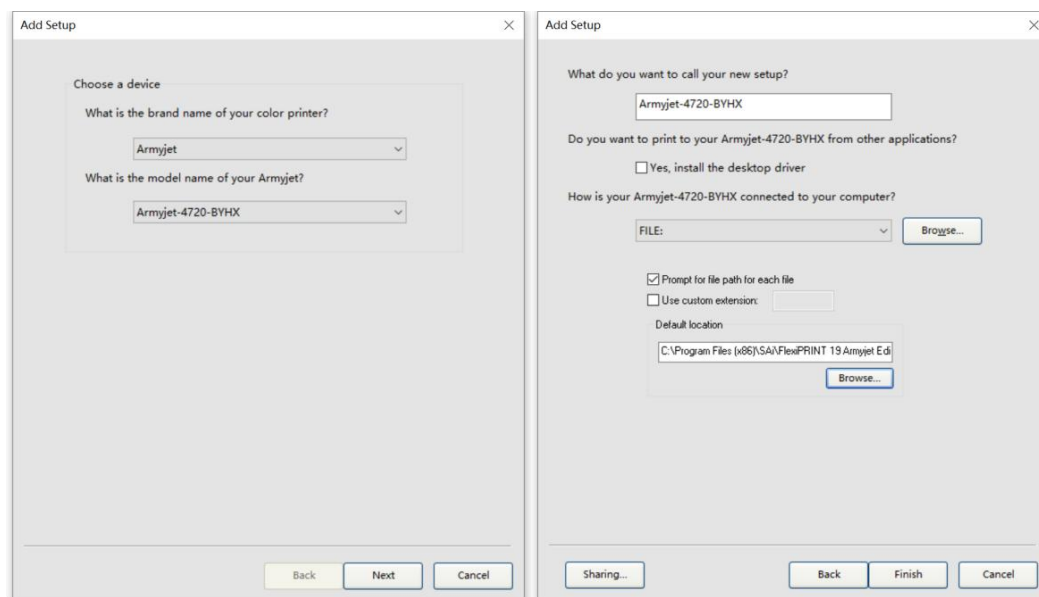 Add Setup
Choose a device
What is the brand name of your color printer?
Armyjet
What is the model name of your Armyjet?
Armyjet-4720-BYHX
Back
Next
Cancel
Add Setup
What do you want to call your new setup?
Armyjet-4720-BYHX
Do you want to print to your Armyjet-4720-BYHX from other applications?
Yes, install the desktop driver
How is your Armyjet-4720-BYHX connected to your computer?
FILE:
Browse...
Prompt for file path for each file
Use custom extension:
Default location
C:\Program Files (x86)\SAi\FlexiPRINT 19 Armyjet Edi
Browse...
Sharing...
Back
Finish
Cancel